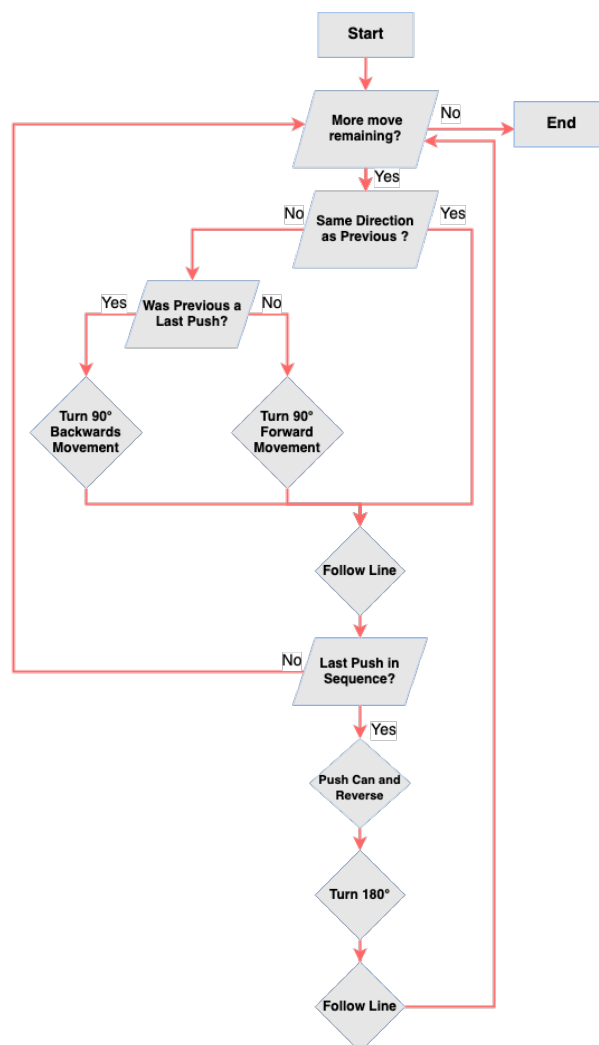 Start
More move
remaining?
No
End
Yes
No
Same Direction
as Previous ?
Yes
Yes
Was Previous a
Last Push?
No
Turn 90°
Backwards
Movement
Turn 90°
Forward
Movement
Follow Line
No
Last Push in
Sequence?
Yes
Push Can and
Reverse
Turn 180°
Follow Line